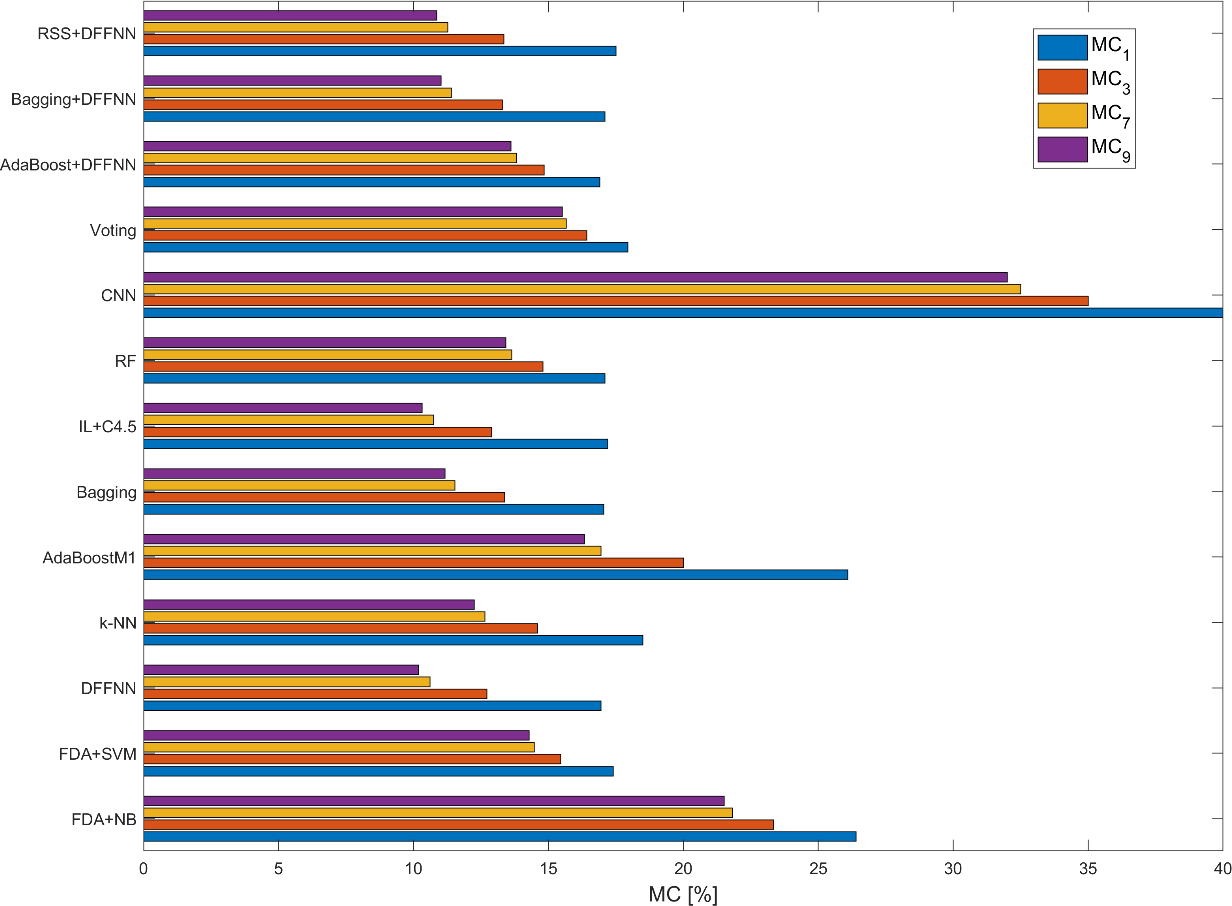 RSS+DFFNN
Bagging+DFFNN
AdaBoost+DFFNN
Voting
CNN
RF
IL+C4.5
Bagging
AdaBoostM1
k-NN
DFFNN
FDA+SVM
FDA+NB
MC1
MC3
MC7
MC9
0 5 10 15 20 25 30 35 40
MC [%]